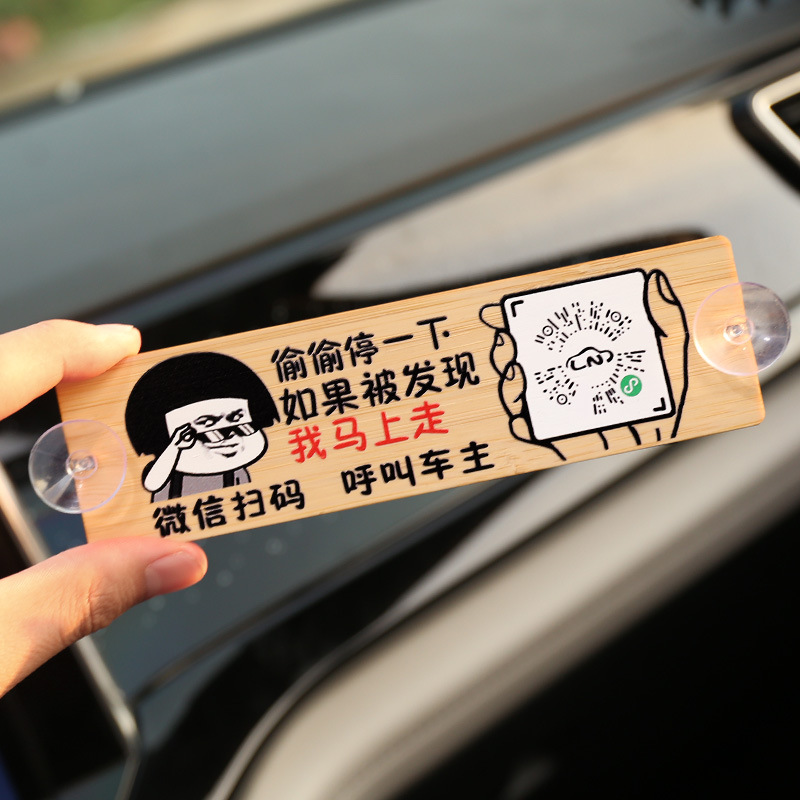 偷偷停一下
如果被发现
我马上走
微信扫码 呼叫车主